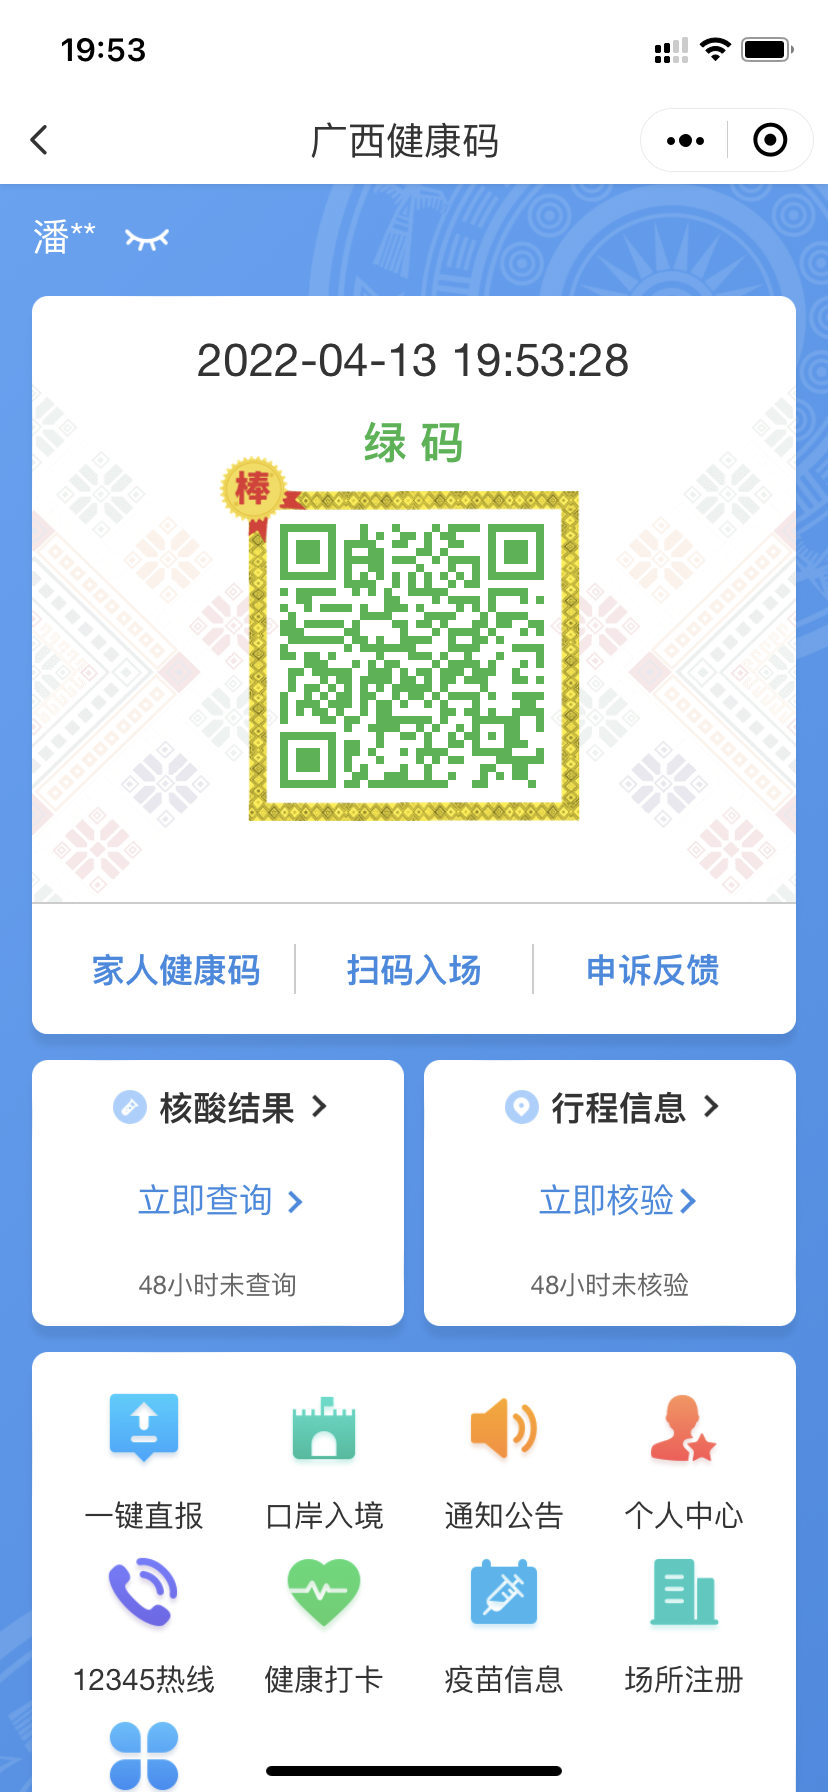 19:53
广西健康码
潘**
2022-04-13 19:53:28
绿 码
棒
家人健康码
扫码入场
申诉反馈
核酸结果
行程信息
立即查询
立即核验
48小时未查询
48小时未核验
一键直报
口岸入境
通知公告
个人中心
12345热线
健康打卡
疫苗信息
场所注册